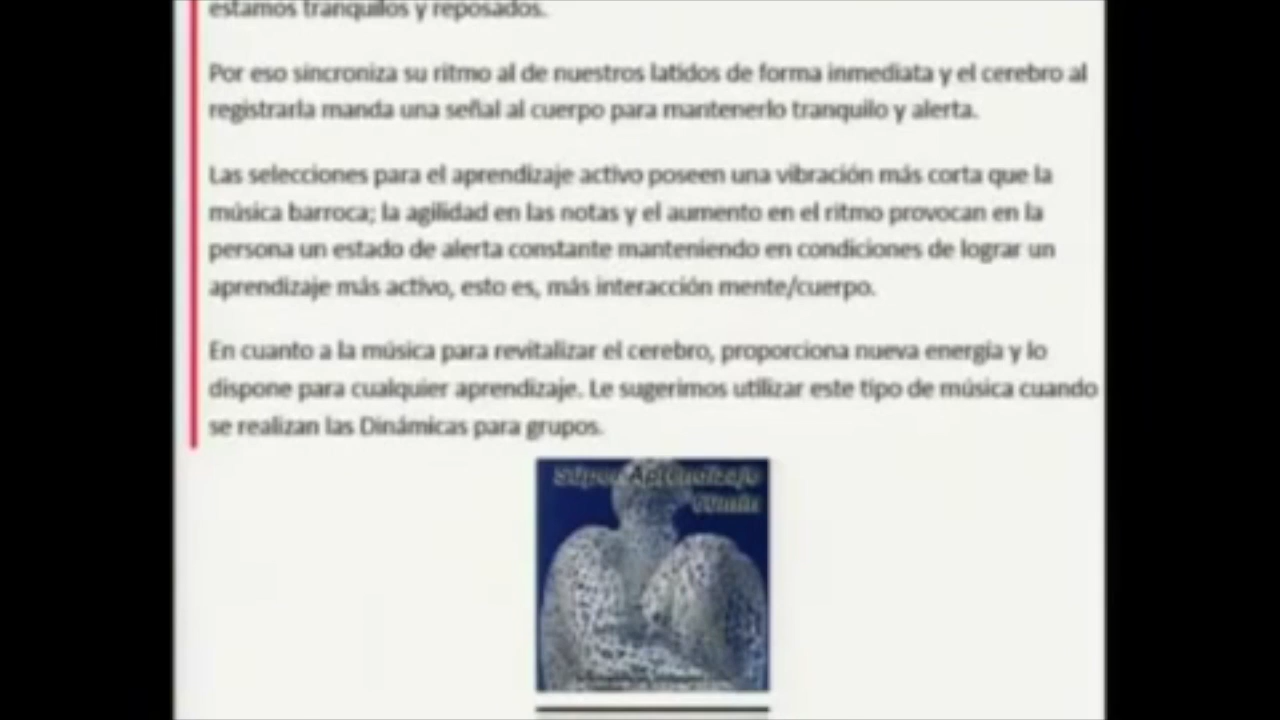 estamos tranquilos y reposados.
Por eso sincroniza su ritmo al de nuestros latidos de forma inmediata y el cerebro al
registrarla manda una señal al cuerpo para mantenerlo tranquilo y alerta.
Las selecciones para el aprendizaje activo poseen una vibración más corta que la
música barroca; la agilidad en las notas y el aumento en el ritmo provocan en la
persona un estado de alerta constante manteniendo en condiciones de lograr un
aprendizaje más activo, esto es, más interacción mente/cuerpo.
En cuanto a la música para revitalizar el cerebro, proporciona nueva energía y lo
dispone para cualquier aprendizaje. Le sugerimos utilizar este tipo de música cuando
se realizan las Dinámicas para grupos.
Aprendizaje